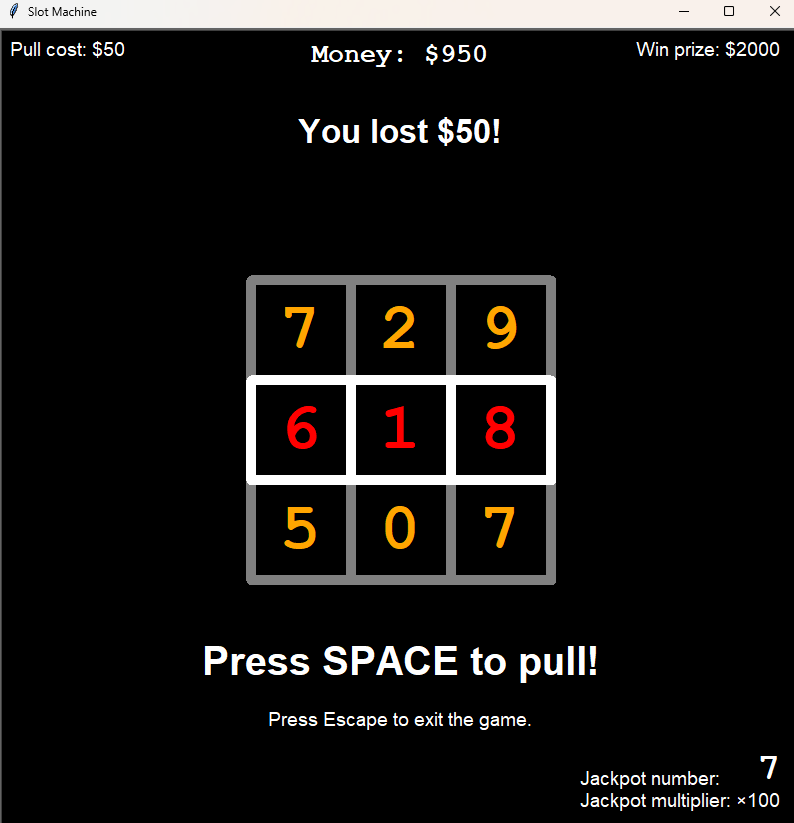 Slot Machine
Pull cost: $50
Money: $950
Win prize: $2000
You lost $50!
7 2 9
6 1 8
5 0 7
Press SPACE to pull!
Press Escape to exit the game.
Jackpot number: 7
Jackpot multiplier: ×100